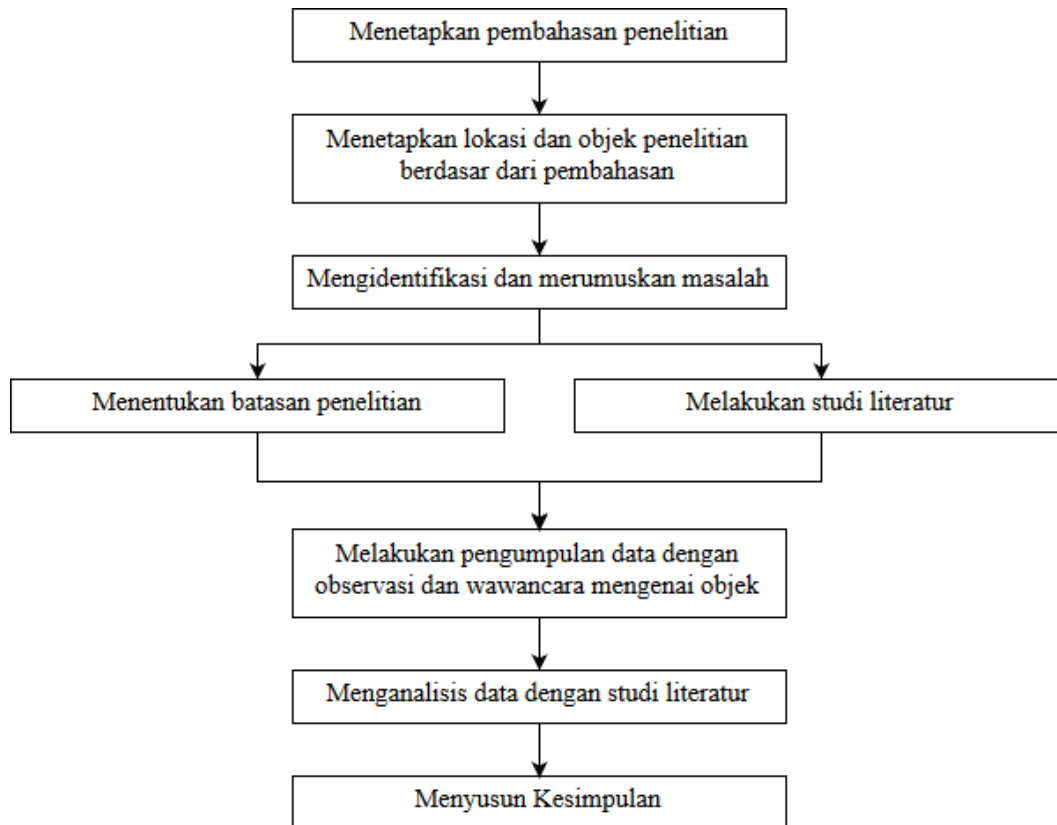 Menetapkan pembahasan penelitian
Menetapkan lokasi dan objek penelitian
berdasar dari pembahasan
Mengidentifikasi dan merumuskan masalah
Menentukan batasan penelitian
Melakukan studi literatur
Melakukan pengumpulan data dengan
observasi dan wawancara mengenai objek
Menganalisis data dengan studi literatur
Menyusun Kesimpulan